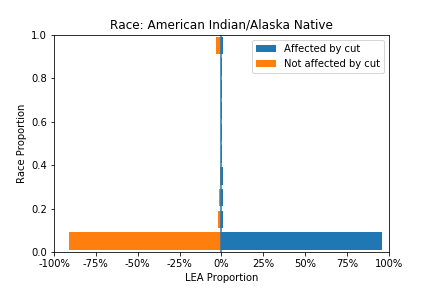 Race: American Indian/Alaska Native
Affected by cut
Not affected by cut
Race Proportion
1.0
0.8
0.6
0.4
0.2
0.0
-100% -75% -50% -25% 0% 25% 50% 75% 100%
LEA Proportion